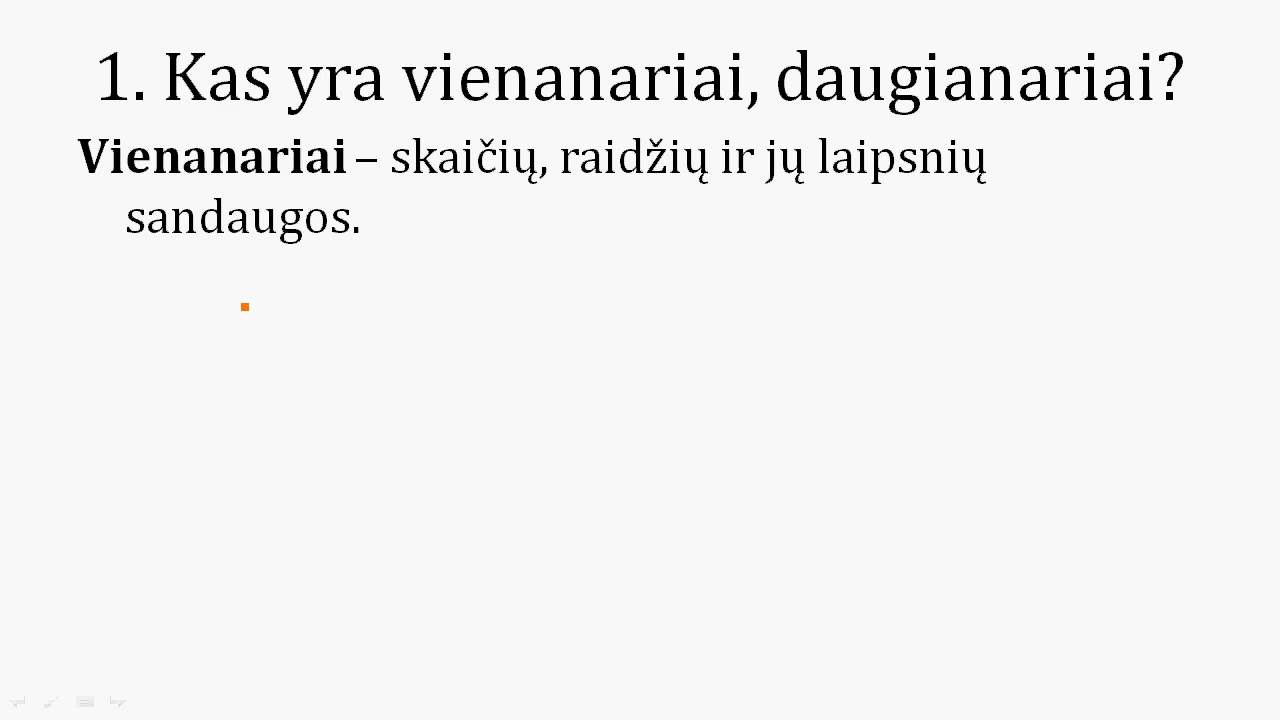 1. Kas yra vienanariai, daugianariai?
Vienanariai – skaičių, raidžių ir jų laipsnių
sandaugos.